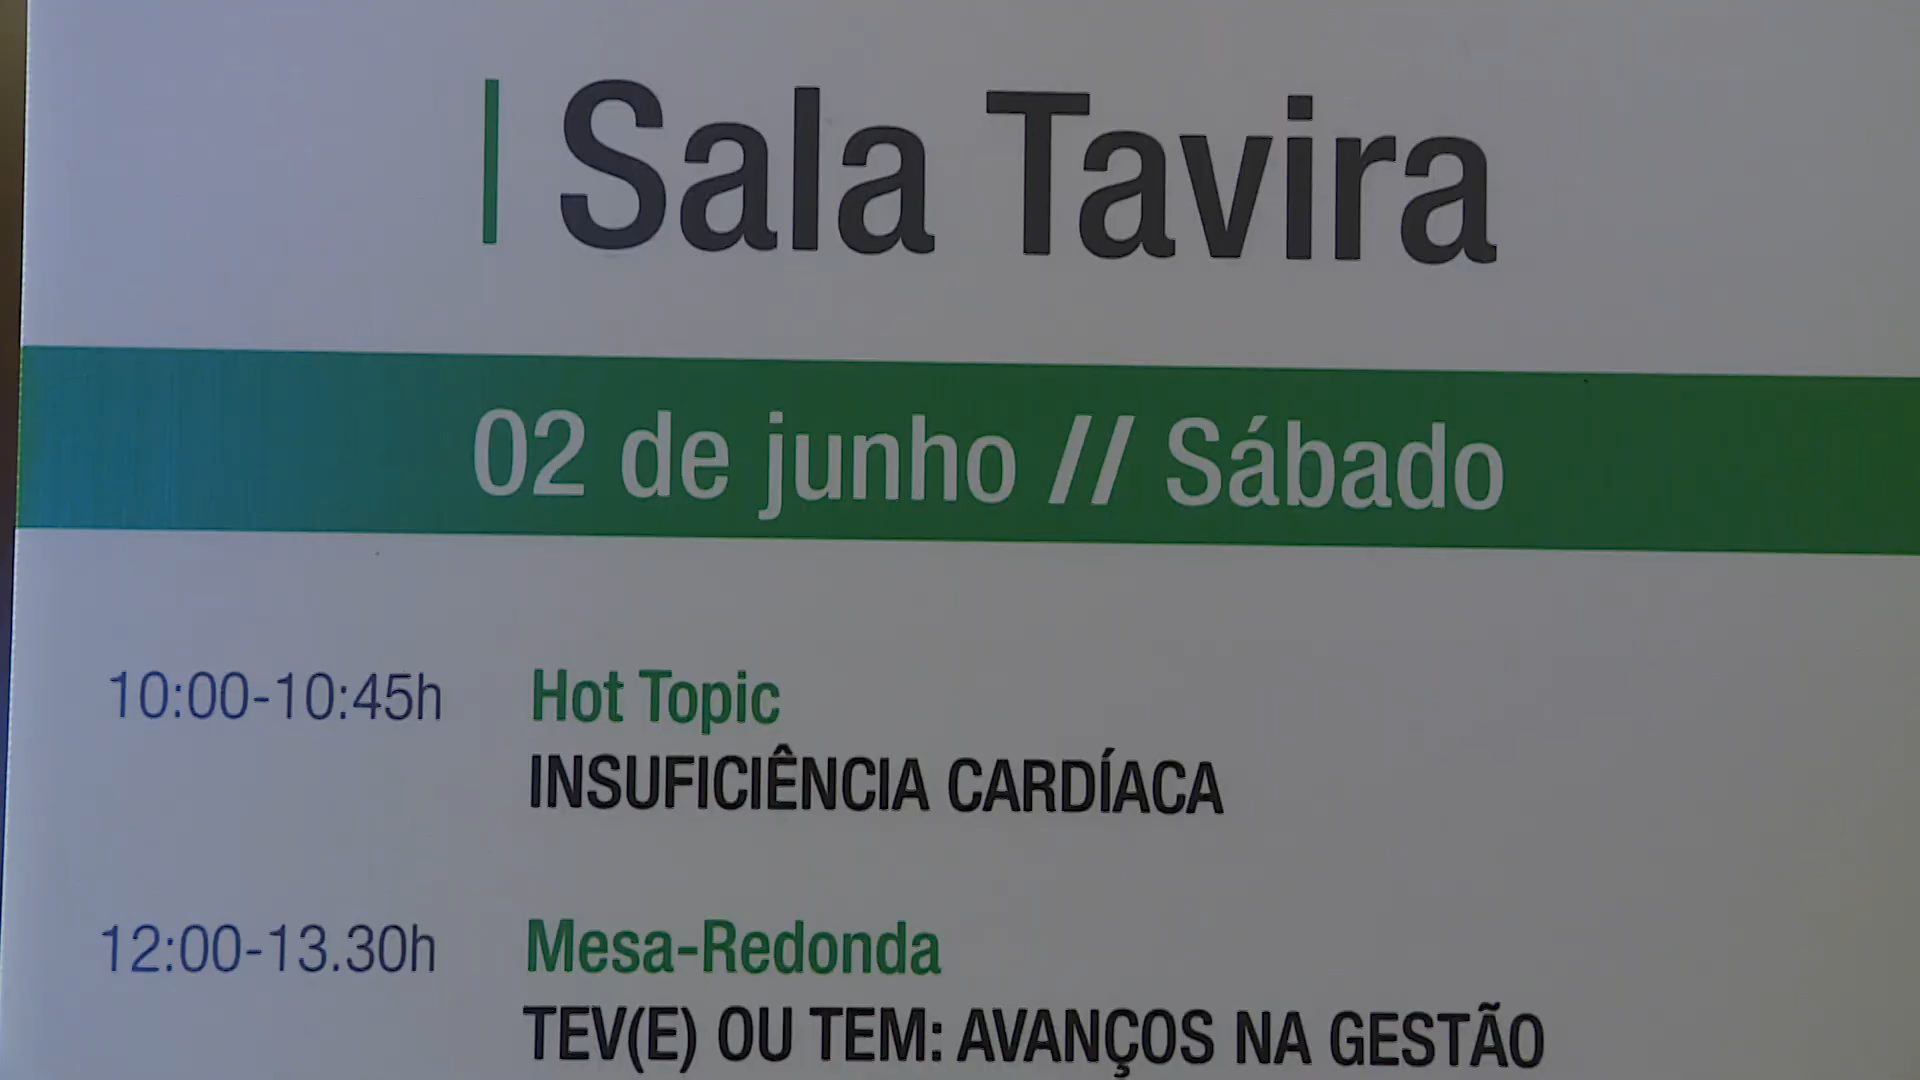 Sala Tavira
02 de junho // Sábado
10:00-10:45h Hot Topic
INSUFICIÊNCIA CARDÍACA
12:00-13.30h Mesa-Redonda
TEV(E) OU TEM: AVANÇOS NA GESTÃO